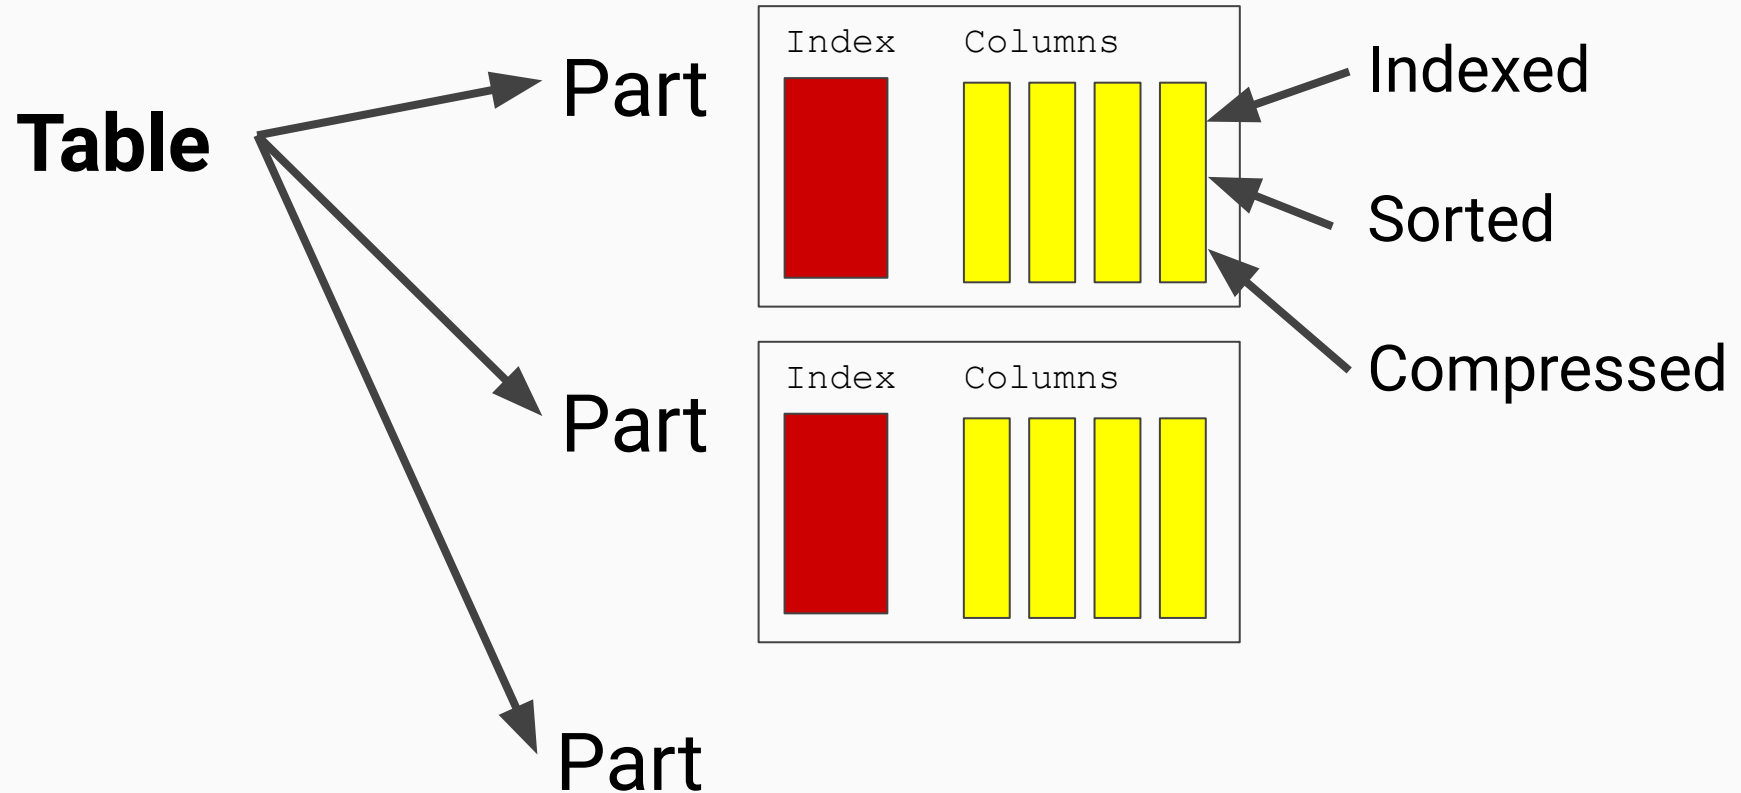 Table
Part
Index Columns
Indexed
Sorted
Compressed
Part
Index Columns
Part